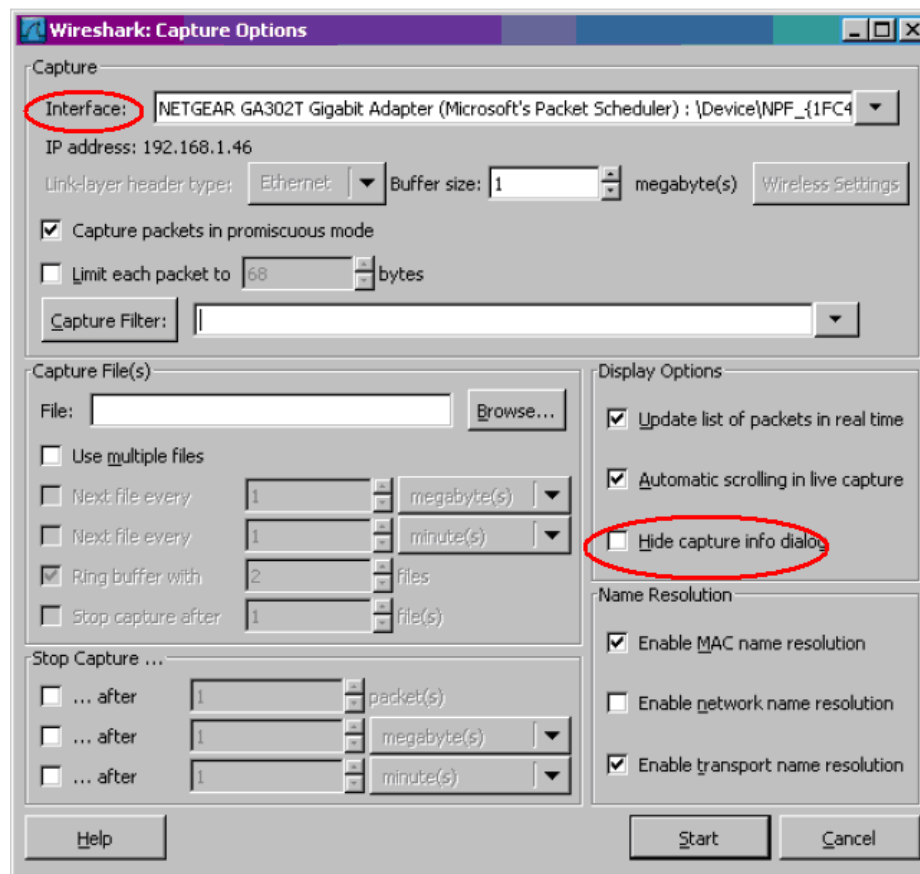 Wireshark: Capture Options
Capture
Interface: NETGEAR GA302T Gigabit Adapter (Microsoft's Packet Scheduler) : \Device\NPF_{1FC4
IP address: 192.168.1.46
Link-layer header type: Ethernet Buffer size: 1 megabyte(s) Wireless Settings
Capture packets in promiscuous mode
Limit each packet to 68 bytes
Capture Filter:
Capture File(s)
File: Browse...
Use multiple files
Next file every 1 megabyte(s)
Next file every 1 minute(s)
Ring buffer with 2 files
Stop capture after 1 file(s)
Stop Capture ...
... after 1 packet(s)
... after 1 megabyte(s)
... after 1 minute(s)
Display Options
Update list of packets in real time
Automatic scrolling in live capture
Hide capture info dialog
Name Resolution
Enable MAC name resolution
Enable network name resolution
Enable transport name resolution
Help Start Cancel